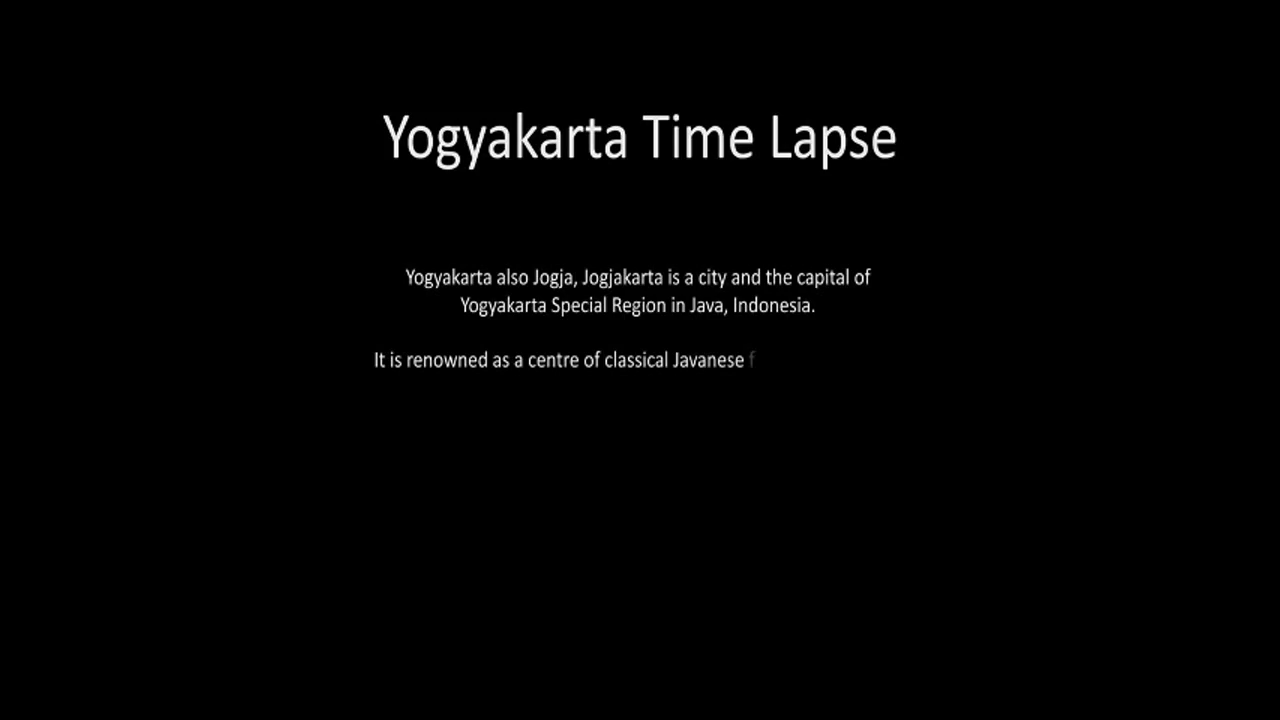 Yogyakarta Time Lapse
Yogyakarta also Jogja, Jogjakarta is a city and the capital of
Yogyakarta Special Region in Java, Indonesia.
It is renowned as a centre of classical Javanese f